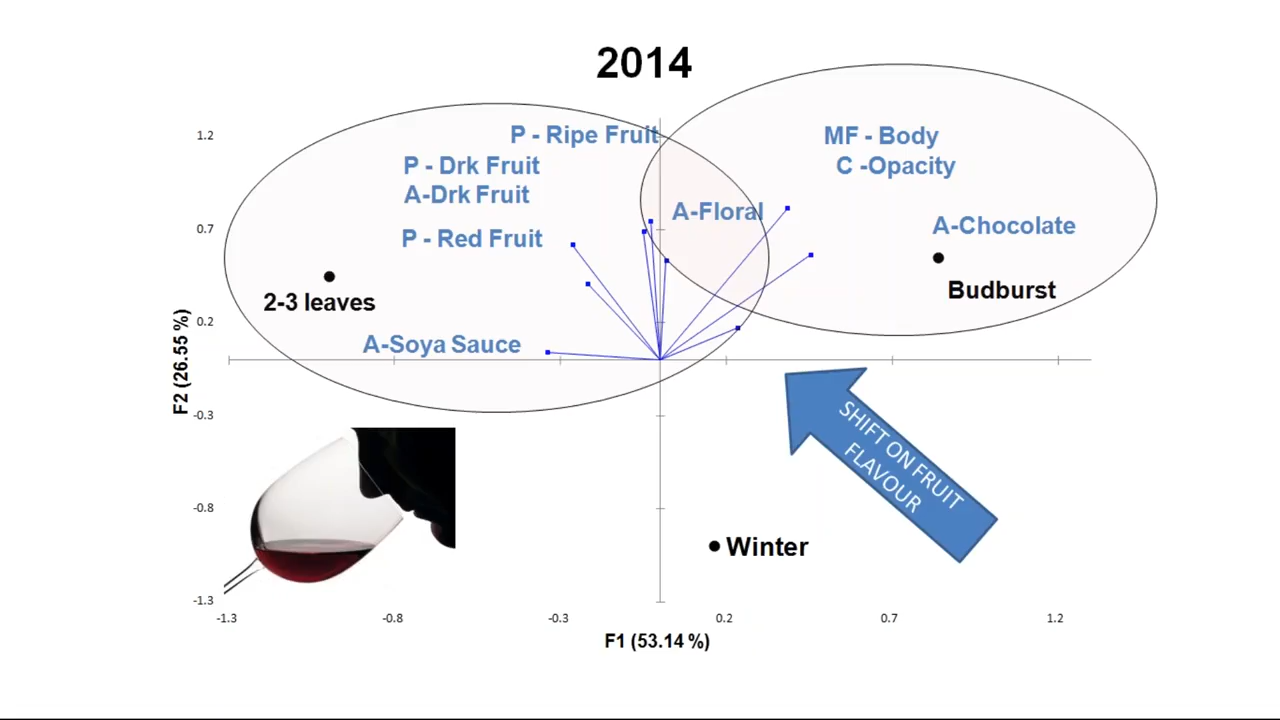 2014
1.2
P - Ripe Fruit
MF - Body
P - Drk Fruit
C -Opacity
A-Drk Fruit
A-Floral
0.7
A-Chocolate
P - Red Fruit
Budburst
2-3 leaves
0.2
A-Soya Sauce
F2 (26.55 %)
-0.3
SHIFT ON FRUIT
FLAVOUR
-0.8
Winter
-1.3
-1.3 -0.8 -0.3 0.2 0.7 1.2
F1 (53.14 %)